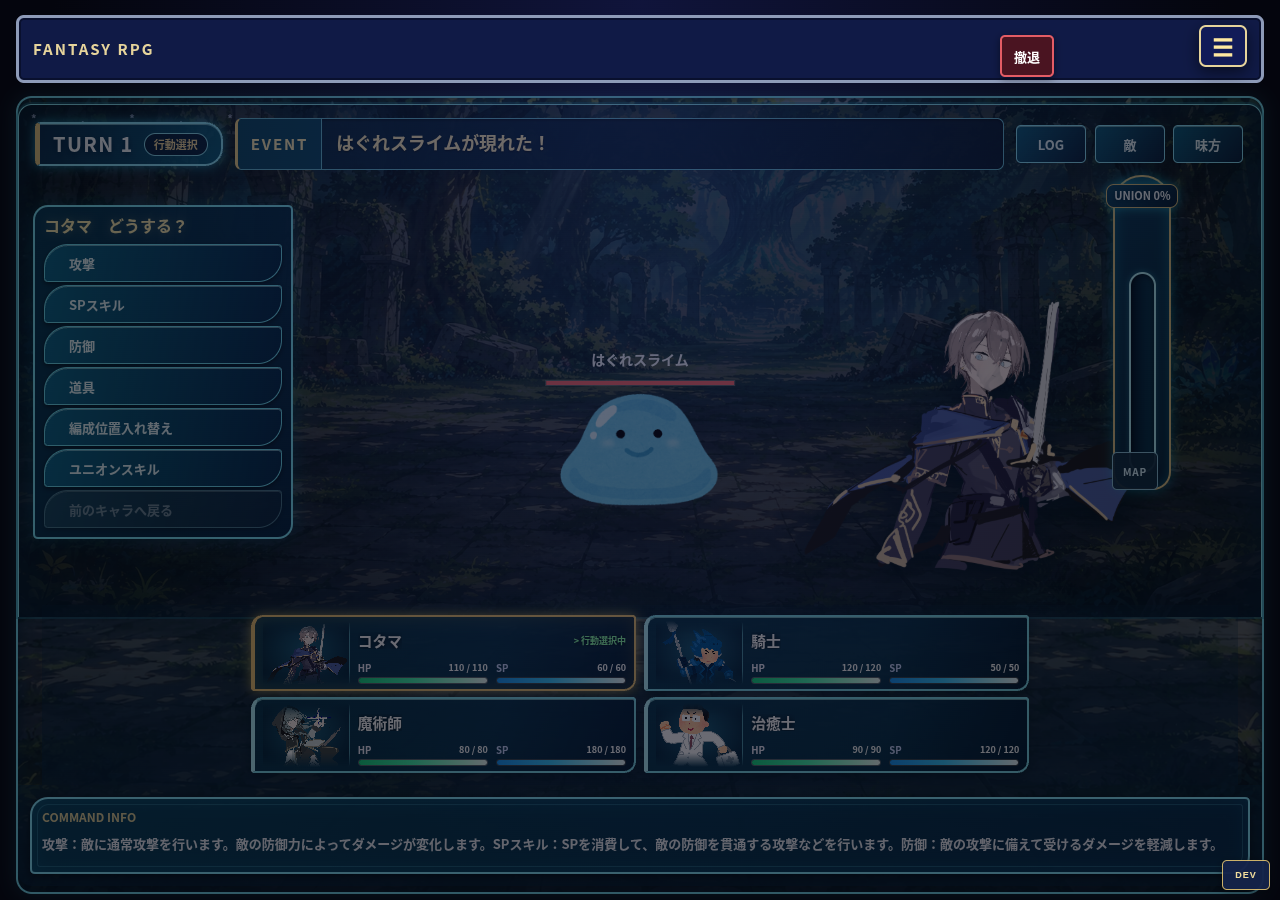 FANTASY RPG
撤退
TURN 1 行動選択
EVENT はぐれスライムが現れた！
LOG 敵 味方
UNION 0%
コタマ　どうする？
攻撃
SPスキル
防御
道具
編成位置入れ替え
ユニオンスキル
前のキャラへ戻る
はぐれスライム
MAP
コタマ > 行動選択中
HP 110 / 110 SP 60 / 60
騎士
HP 120 / 120 SP 50 / 50
魔術師
HP 80 / 80 SP 180 / 180
治癒士
HP 90 / 90 SP 120 / 120
COMMAND INFO
攻撃：敵に通常攻撃を行います。敵の防御力によってダメージが変化します。SPスキル：SPを消費して、敵の防御を貫通する攻撃などを行います。防御：敵の攻撃に備えて受けるダメージを軽減します。
DEV